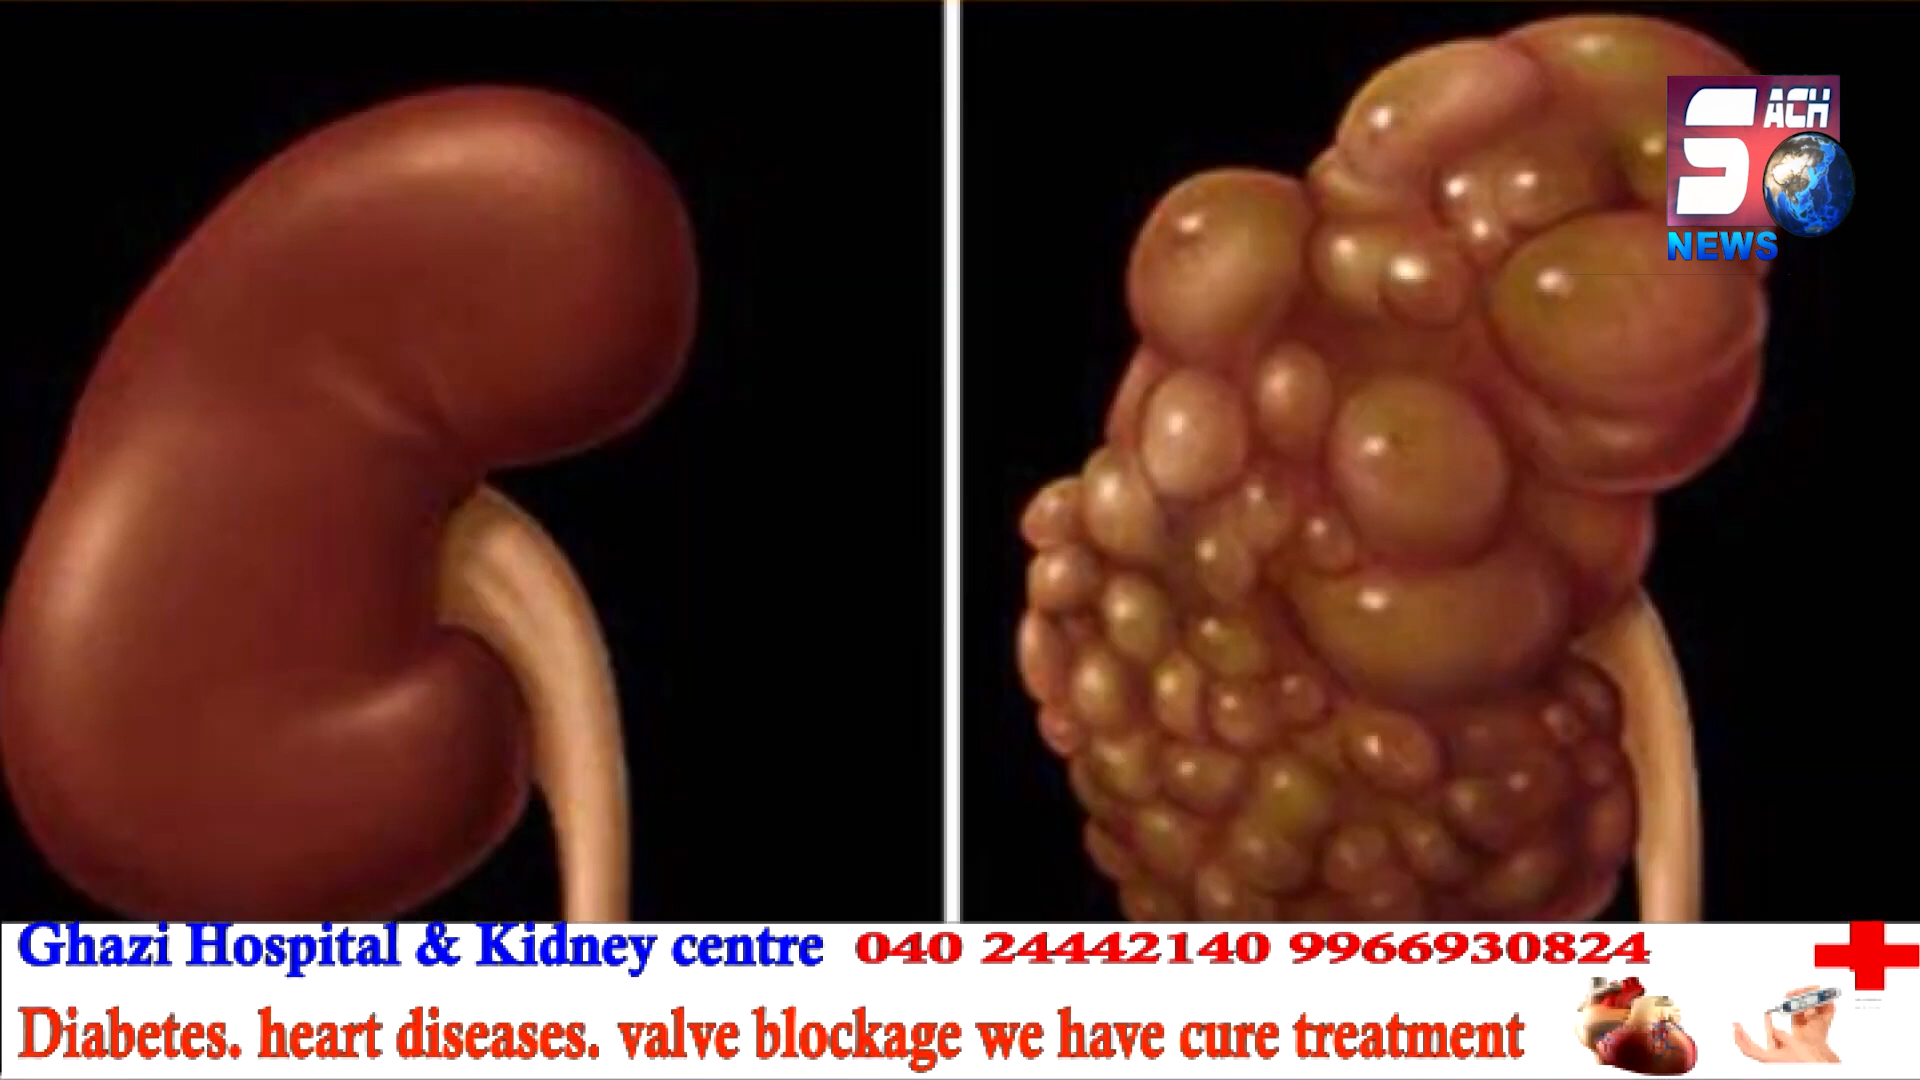 SACH
NEWS
Ghazi Hospital & Kidney centre 040 24442140 9966930824
Diabetes. heart diseases. valve blockage we have cure treatment